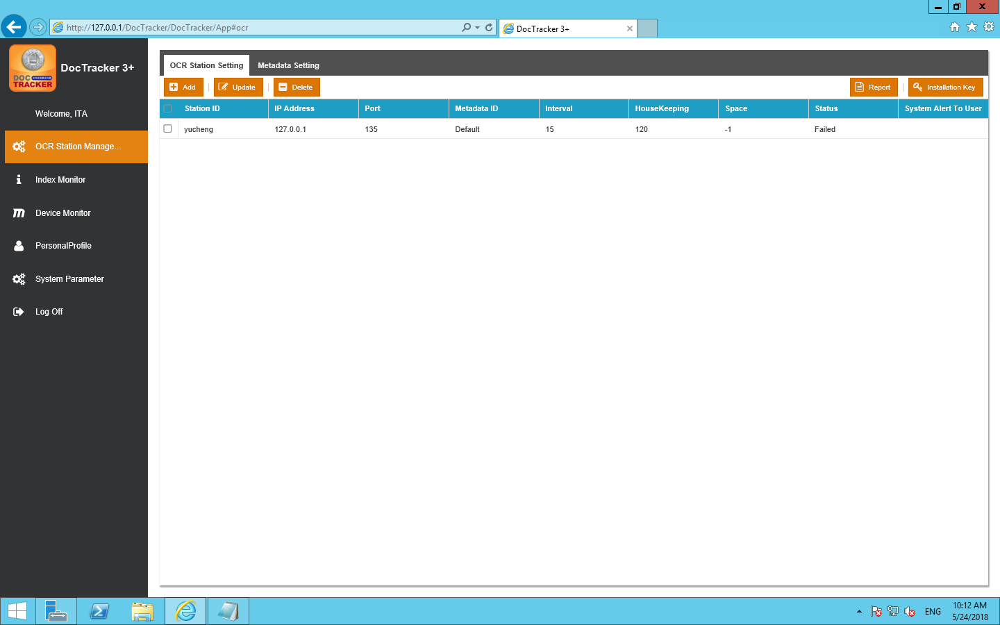 http://127.0.0.1/DocTracker/DocTracker/App#ocr
DocTracker 3+
DOC
TRACKER
DocTracker 3+
Welcome, ITA
OCR Station Manage...
Index Monitor
Device Monitor
PersonalProfile
System Parameter
Log Off
OCR Station Setting Metadata Setting
Add Update Delete Report Installation Key
Station ID IP Address Port Metadata ID Interval HouseKeeping Space Status System Alert To User
yucheng 127.0.0.1 135 Default 15 120 -1 Failed
ENG
10:12 AM
5/24/2018